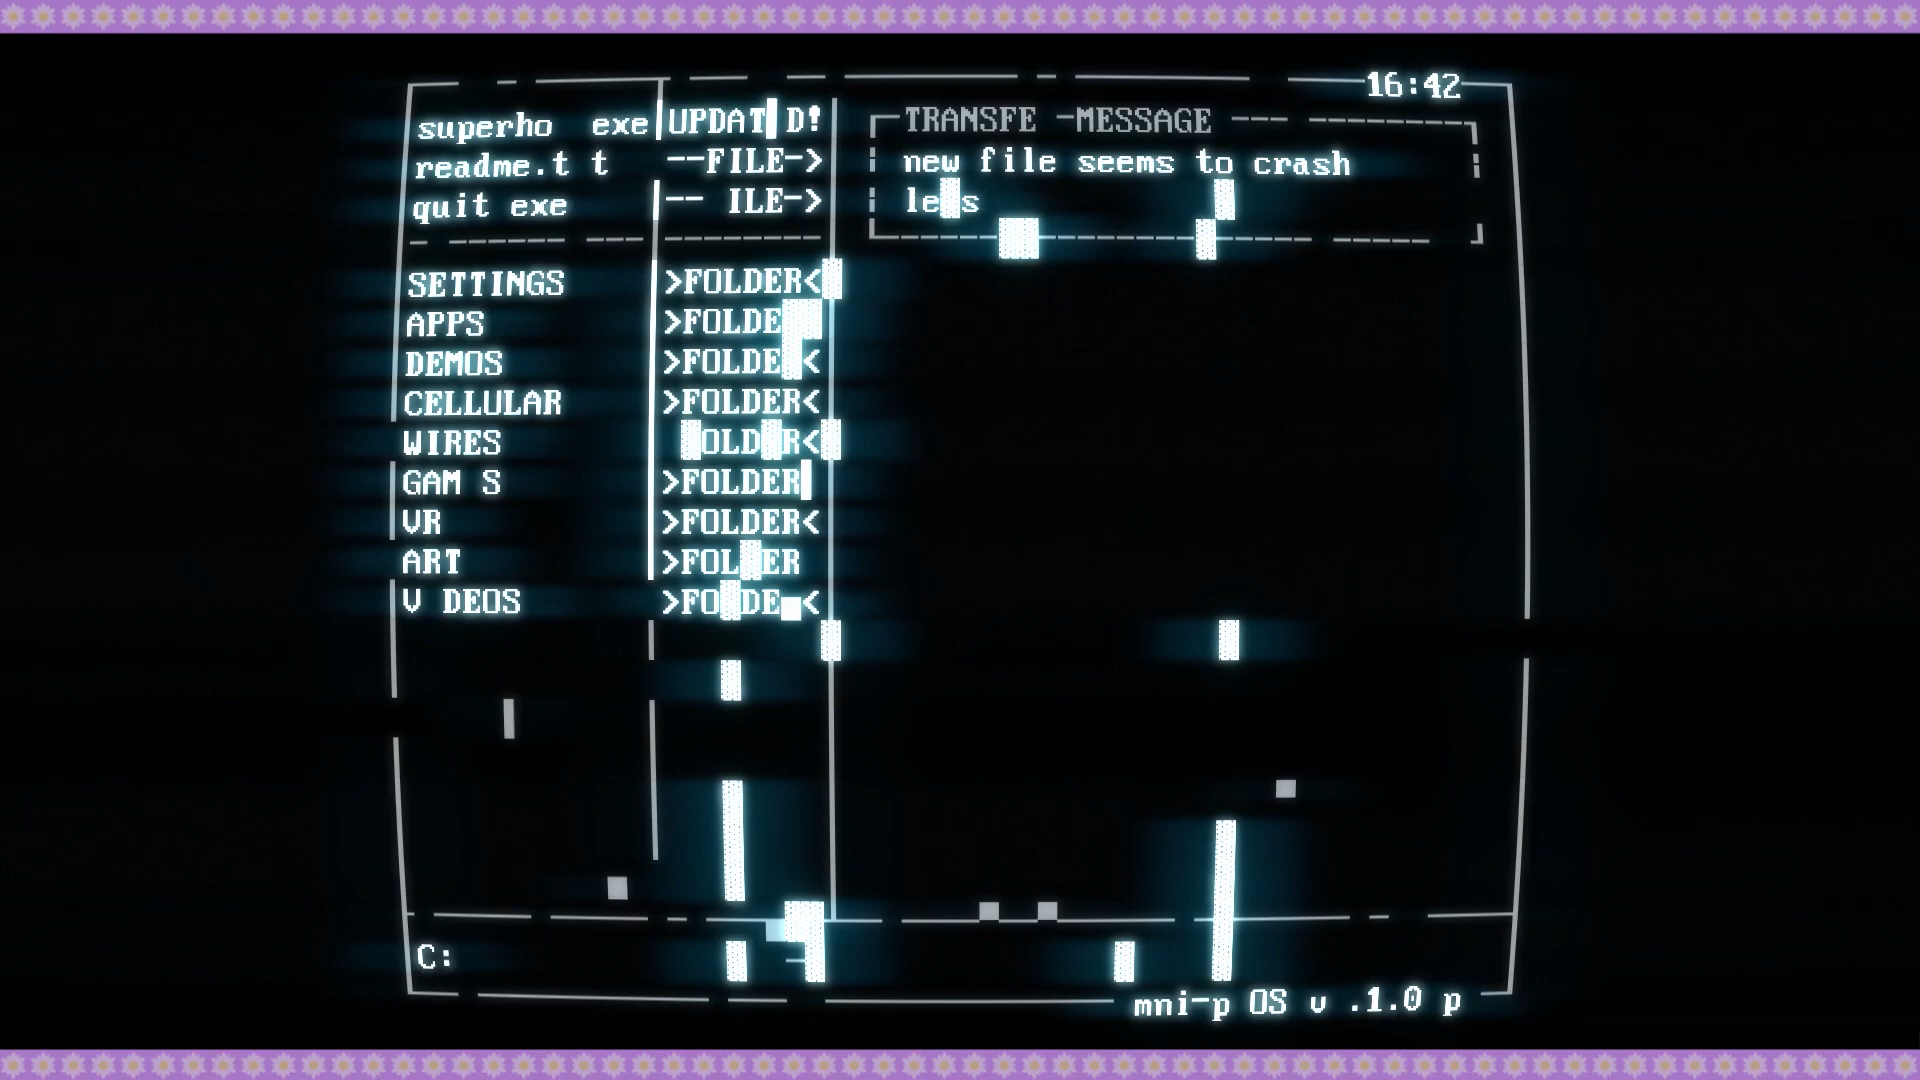 16:42
superho exe UPDAT D!
readme.t t --FILE->
quit exe -- ILE->
TRANSFE -MESSAGE
new file seems to crash
le s
SETTINGS >FOLDER<
APPS >FOLDE
DEMOS >FOLDE <
CELLULAR >FOLDER<
WIRES OLD R<
GAM S >FOLDER
VR >FOLDER<
ART >FOL ER
V DEOS >FO DE <
C:
mni-p OS v .1.0 p